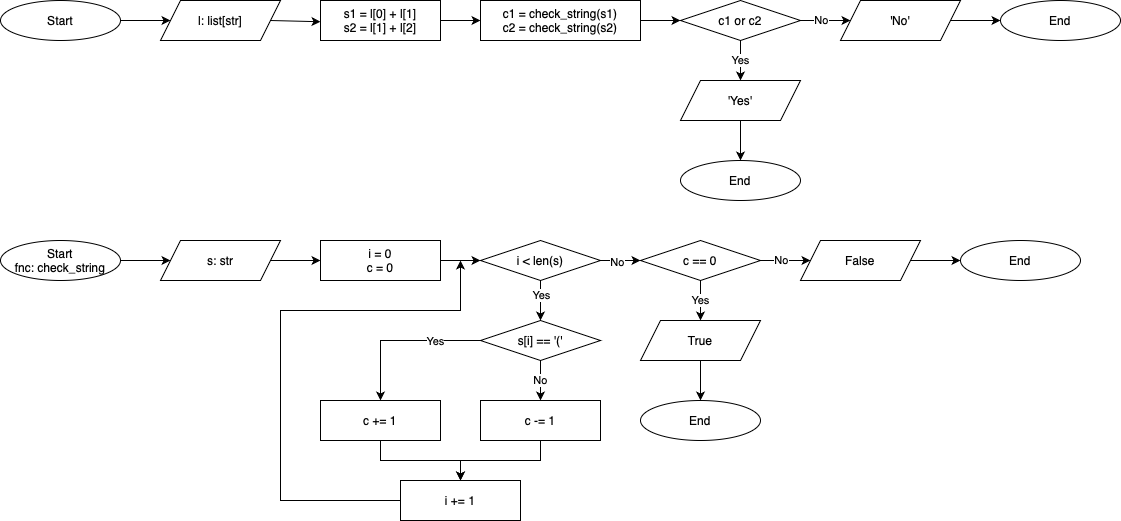 Start
l: list[str]
s1 = l[0] + l[1]
s2 = l[1] + l[2]
c1 = check_string(s1)
c2 = check_string(s2)
c1 or c2
No
'No'
End
Yes
'Yes'
End
Start
fnc: check_string
s: str
i = 0
c = 0
i < len(s)
No
c == 0
No
False
End
Yes
Yes
s[i] == '('
Yes
True
No
c += 1
c -= 1
End
i += 1